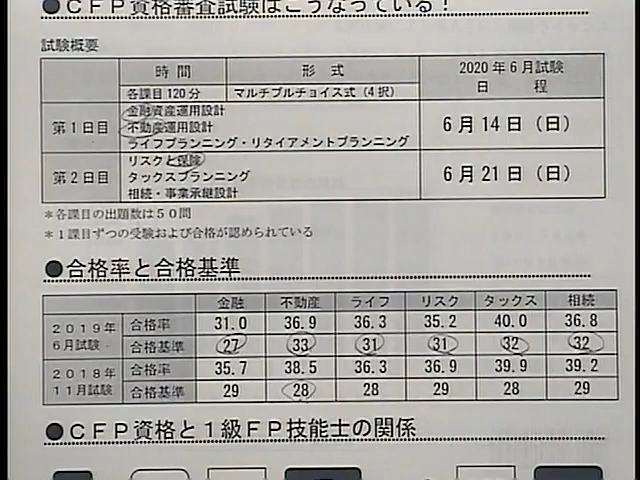 ●ＣＦＰ資格審査試験はこうなっている！
試験概要
時間 形式 2020年6月試験
各課目120分 マルチプルチョイス式（4択） 日程
第1日目 金融資産運用設計 6月14日（日）
不動産運用設計
ライフプランニング・リタイアメントプランニング
第2日目 リスクと保険 6月21日（日）
タックスプランニング
相続・事業承継設計
＊各課目の出題数は５０問
＊１課目ずつの受験および合格が認められている
●合格率と合格基準
金融 不動産 ライフ リスク タックス 相続
２０１９年 合格率 31.0 36.9 36.3 35.2 40.0 36.8
６月試験 合格基準 27 33 31 31 32 32
２０１８年 合格率 35.7 38.5 36.3 36.9 39.9 39.2
１１月試験 合格基準 29 28 28 29 28 29
●ＣＦＰ資格と１級ＦＰ技能士の関係